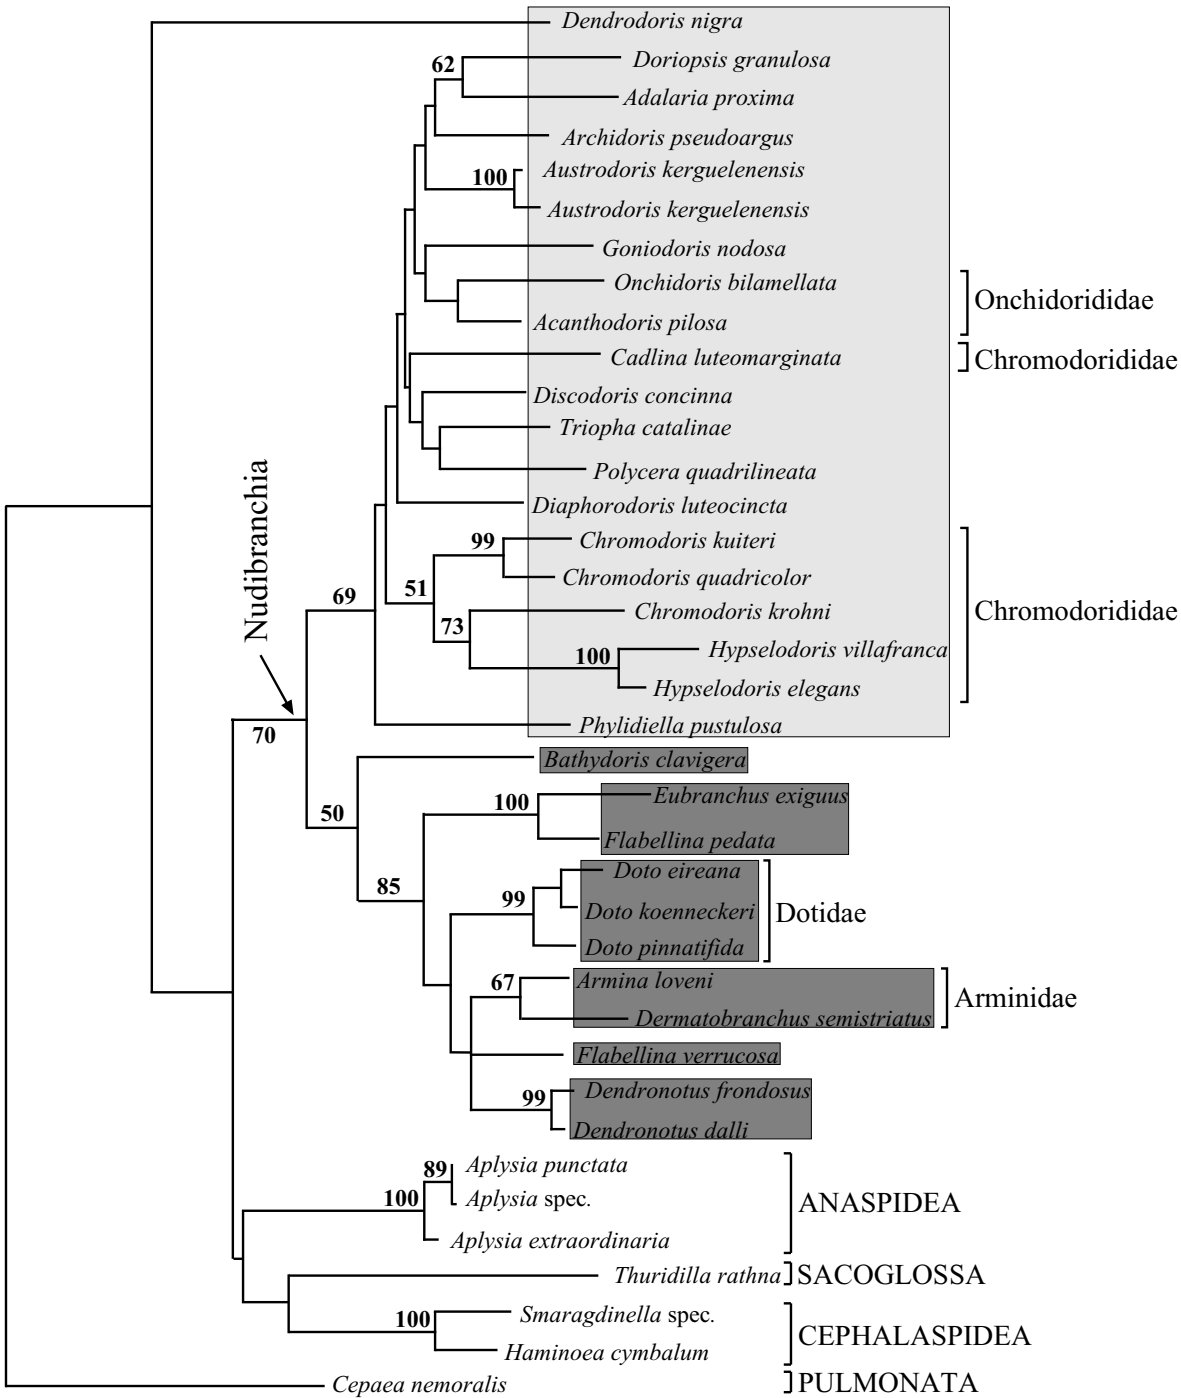 Dendrodoris nigra
62
Doriopsis granulosa
Adalaria proxima
Archidoris pseudoargus
100
Austrodoris kerguelenensis
Austrodoris kerguelenensis
Goniodoris nodosa
Onchidoris bilamellata
Onchidorididae
Acanthodoris pilosa
Cadlina luteomarginata
Chromodorididae
Discodoris concinna
Triopha catalinae
Polycera quadrilineata
Nudibranchia
Diaphorodoris luteocincta
99
Chromodoris kuiteri
Chromodoris quadricolor
69
51
Chromodoris krohni
Chromodorididae
73
100
Hypselodoris villafranca
Hypselodoris elegans
Phylidiella pustulosa
70
Bathydoris clavigera
50
100
Eubranchus exiguus
Flabellina pedata
85
Doto eireana
99
Doto koenneckeri
Dotidae
Doto pinnatifida
67
Armina loveni
Arminidae
Dermatobranchus semistriatus
Flabellina verrucosa
99
Dendronotus frondosus
Dendronotus dalli
89
Aplysia punctata
100
Aplysia spec.
ANASPIDEA
Aplysia extraordinaria
Thuridilla rathna
SACOGLOSSA
100
Smaragdinella spec.
CEPHALASPIDEA
Haminoea cymbalum
Cepaea nemoralis
PULMONATA